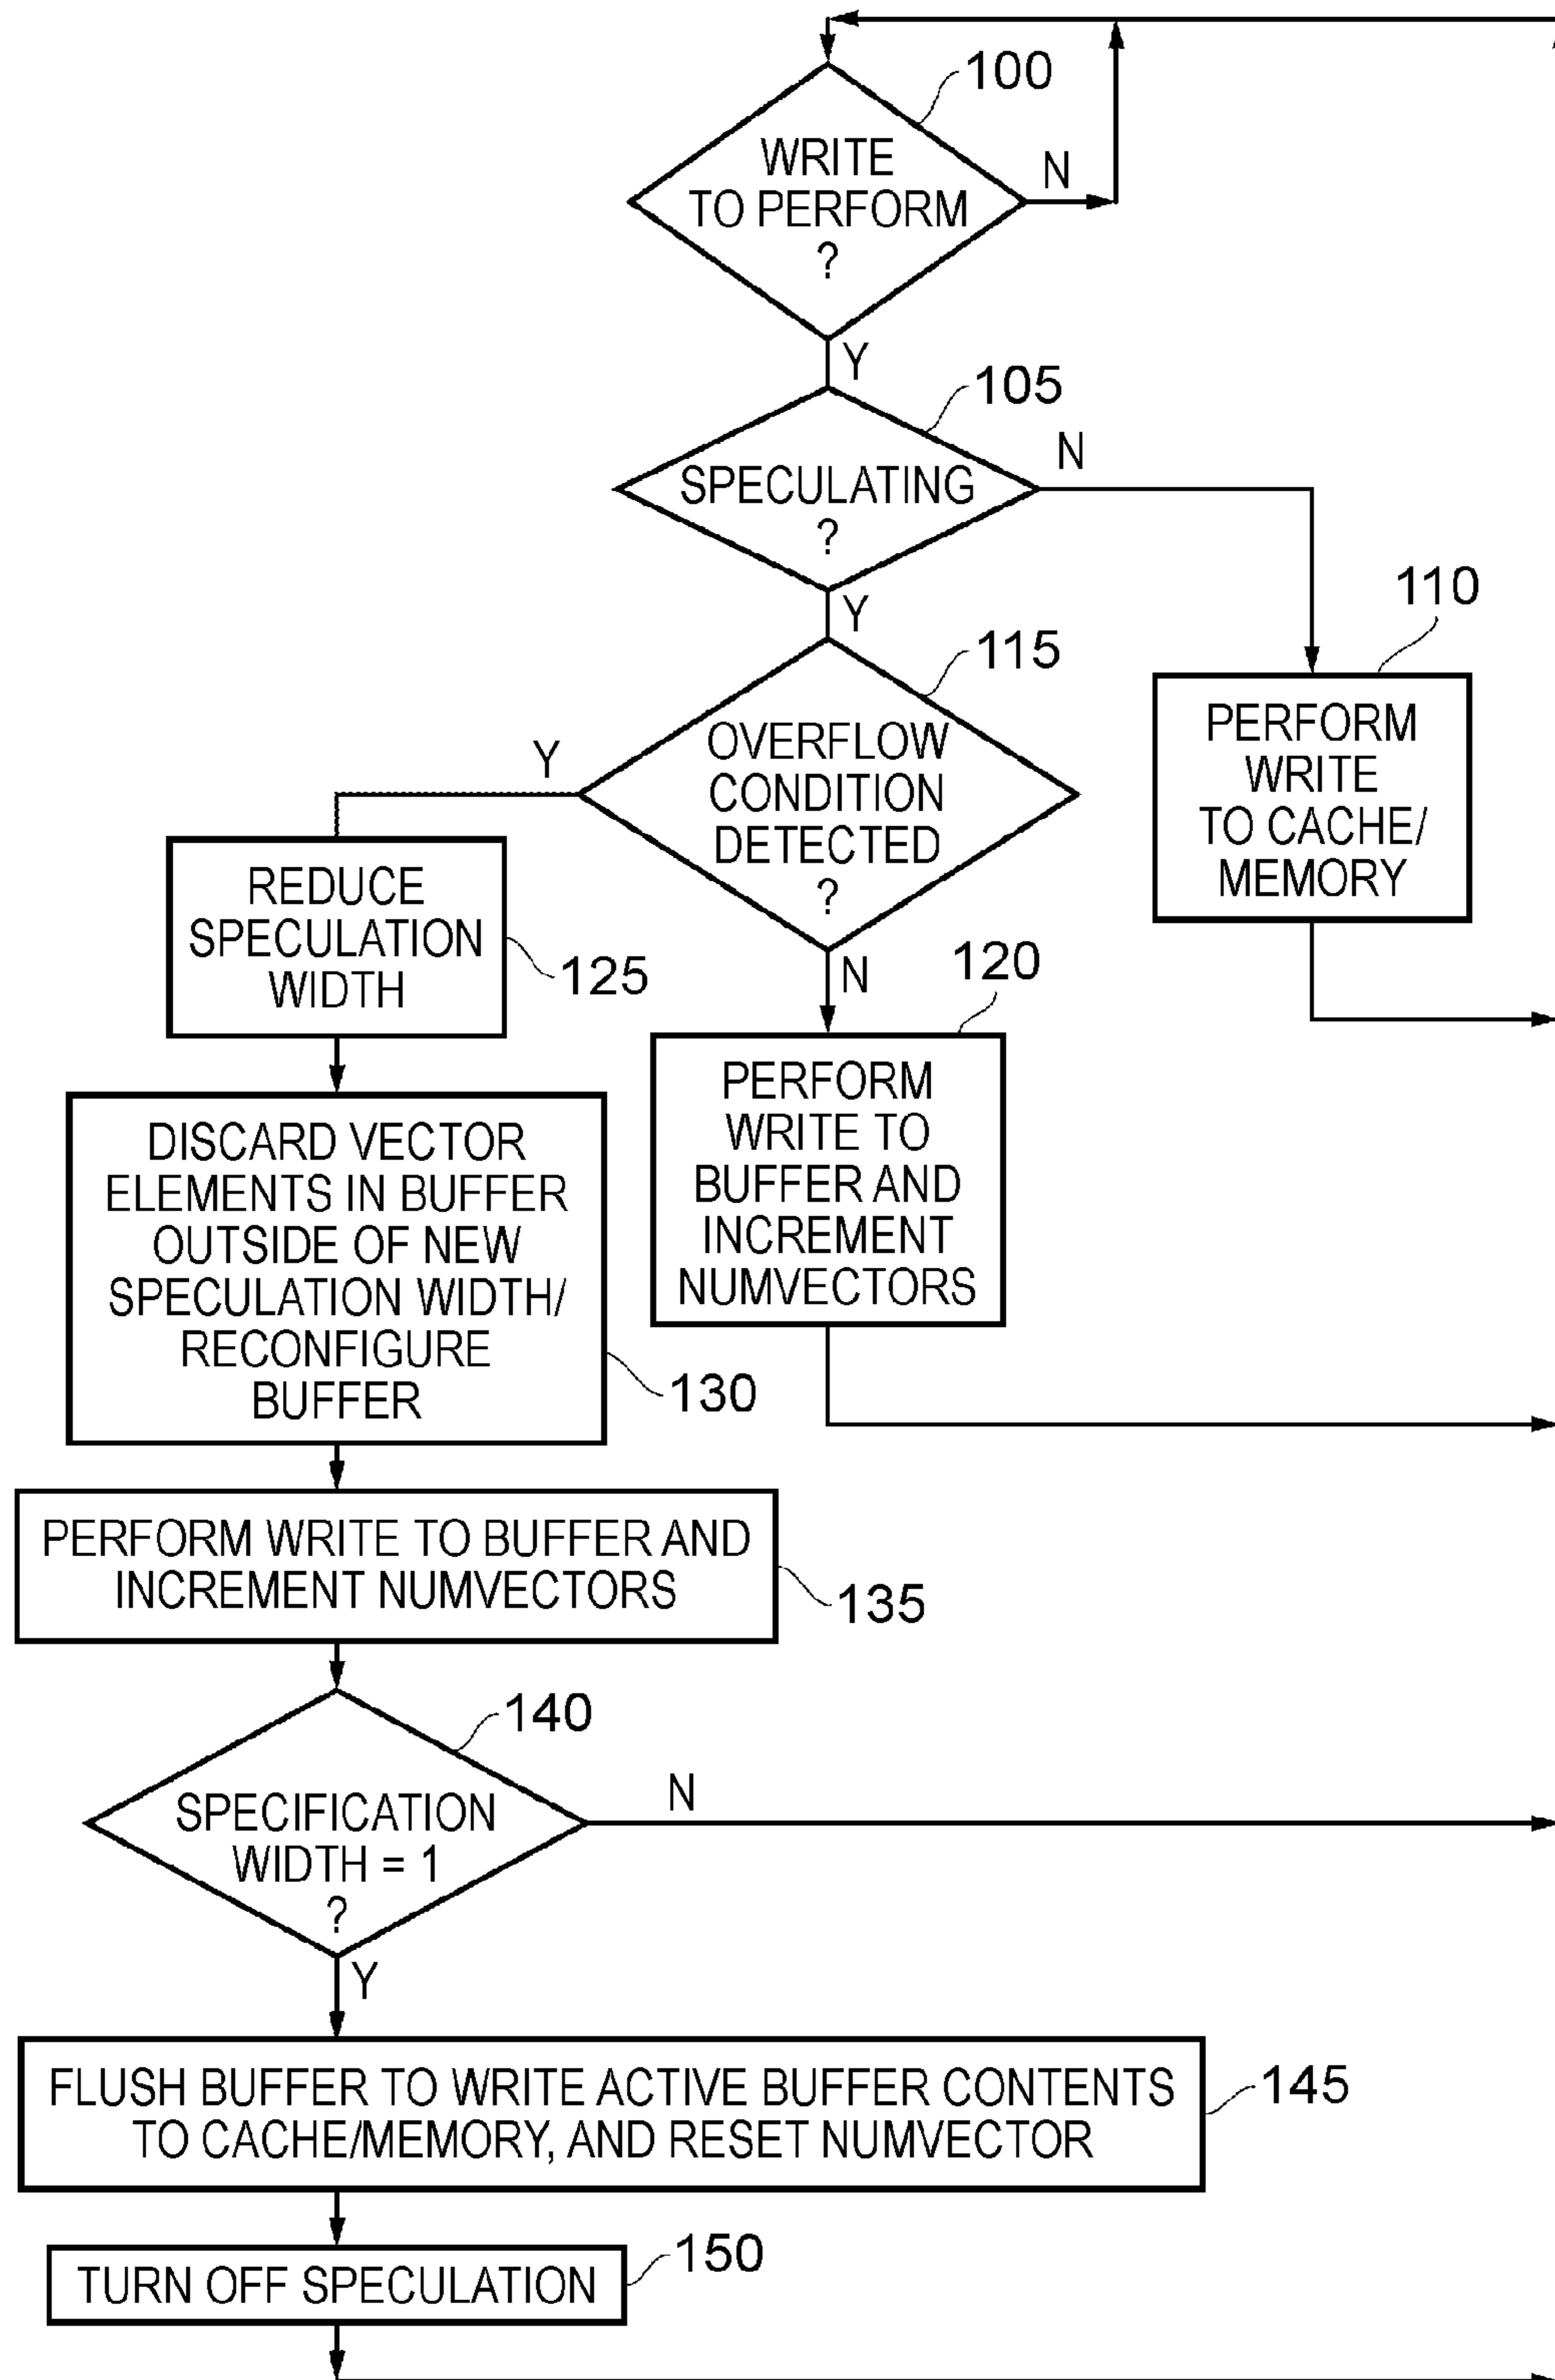 100
WRITE
TO PERFORM
?
N
Y
105
SPECULATING
?
N
Y
110
PERFORM
WRITE
TO CACHE/
MEMORY
115
OVERFLOW
CONDITION
DETECTED
?
Y
N
REDUCE
SPECULATION
WIDTH
125
120
PERFORM
WRITE TO
BUFFER AND
INCREMENT
NUMVECTORS
DISCARD VECTOR
ELEMENTS IN BUFFER
OUTSIDE OF NEW
SPECULATION WIDTH/
RECONFIGURE
BUFFER
130
PERFORM WRITE TO BUFFER AND
INCREMENT NUMVECTORS
135
140
SPECIFICATION
WIDTH = 1
?
N
Y
FLUSH BUFFER TO WRITE ACTIVE BUFFER CONTENTS
TO CACHE/MEMORY, AND RESET NUMVECTOR
145
TURN OFF SPECULATION
150